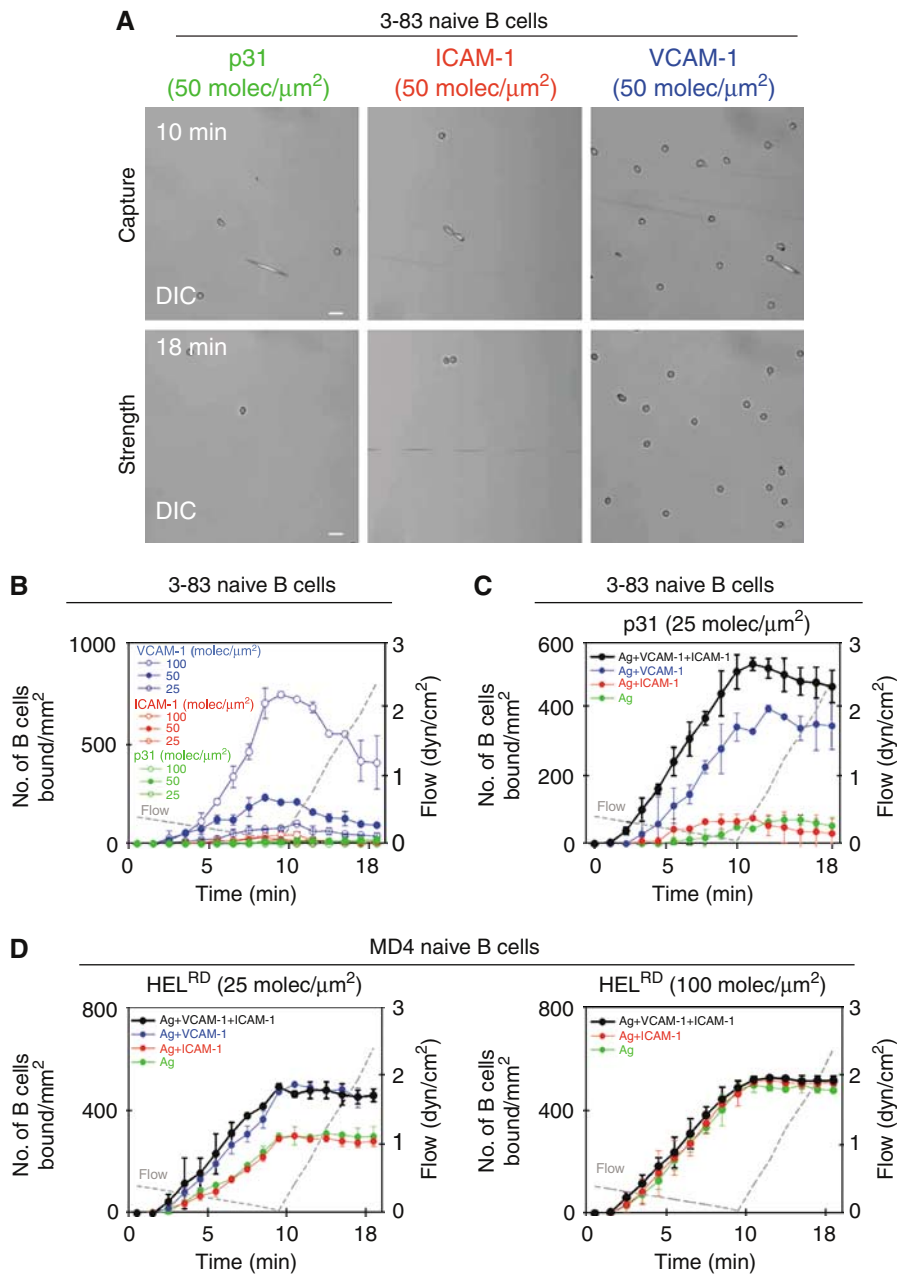 A
3-83 naive B cells
p31
(50 molec/μm²)
ICAM-1
(50 molec/μm²)
VCAM-1
(50 molec/μm²)
Capture
10 min
DIC
Strength
18 min
DIC
B
3-83 naive B cells
No. of B cells
bound/mm²
1000
500
0
VCAM-1 (molec/μm²)
100
50
25
ICAM-1 (molec/μm²)
100
50
25
p31 (molec/μm²)
100
50
25
Flow
3
2
1
0
Flow (dyn/cm²)
0 5 10 18
Time (min)
C
3-83 naive B cells
p31 (25 molec/μm²)
No. of B cells
bound/mm²
600
400
200
0
Ag+VCAM-1+ICAM-1
Ag+VCAM-1
Ag+ICAM-1
Ag
Flow
3
2
1
0
Flow (dyn/cm²)
0 5 10 18
Time (min)
D
MD4 naive B cells
HELᴿᴰ (25 molec/μm²)
No. of B cells
bound/mm²
800
400
0
Ag+VCAM-1+ICAM-1
Ag+VCAM-1
Ag+ICAM-1
Ag
Flow
3
2
1
0
Flow (dyn/cm²)
0 5 10 18
Time (min)
HELᴿᴰ (100 molec/μm²)
No. of B cells
bound/mm²
800
400
0
Ag+VCAM-1+ICAM-1
Ag+ICAM-1
Ag
Flow
3
2
1
0
Flow (dyn/cm²)
0 5 10 18
Time (min)